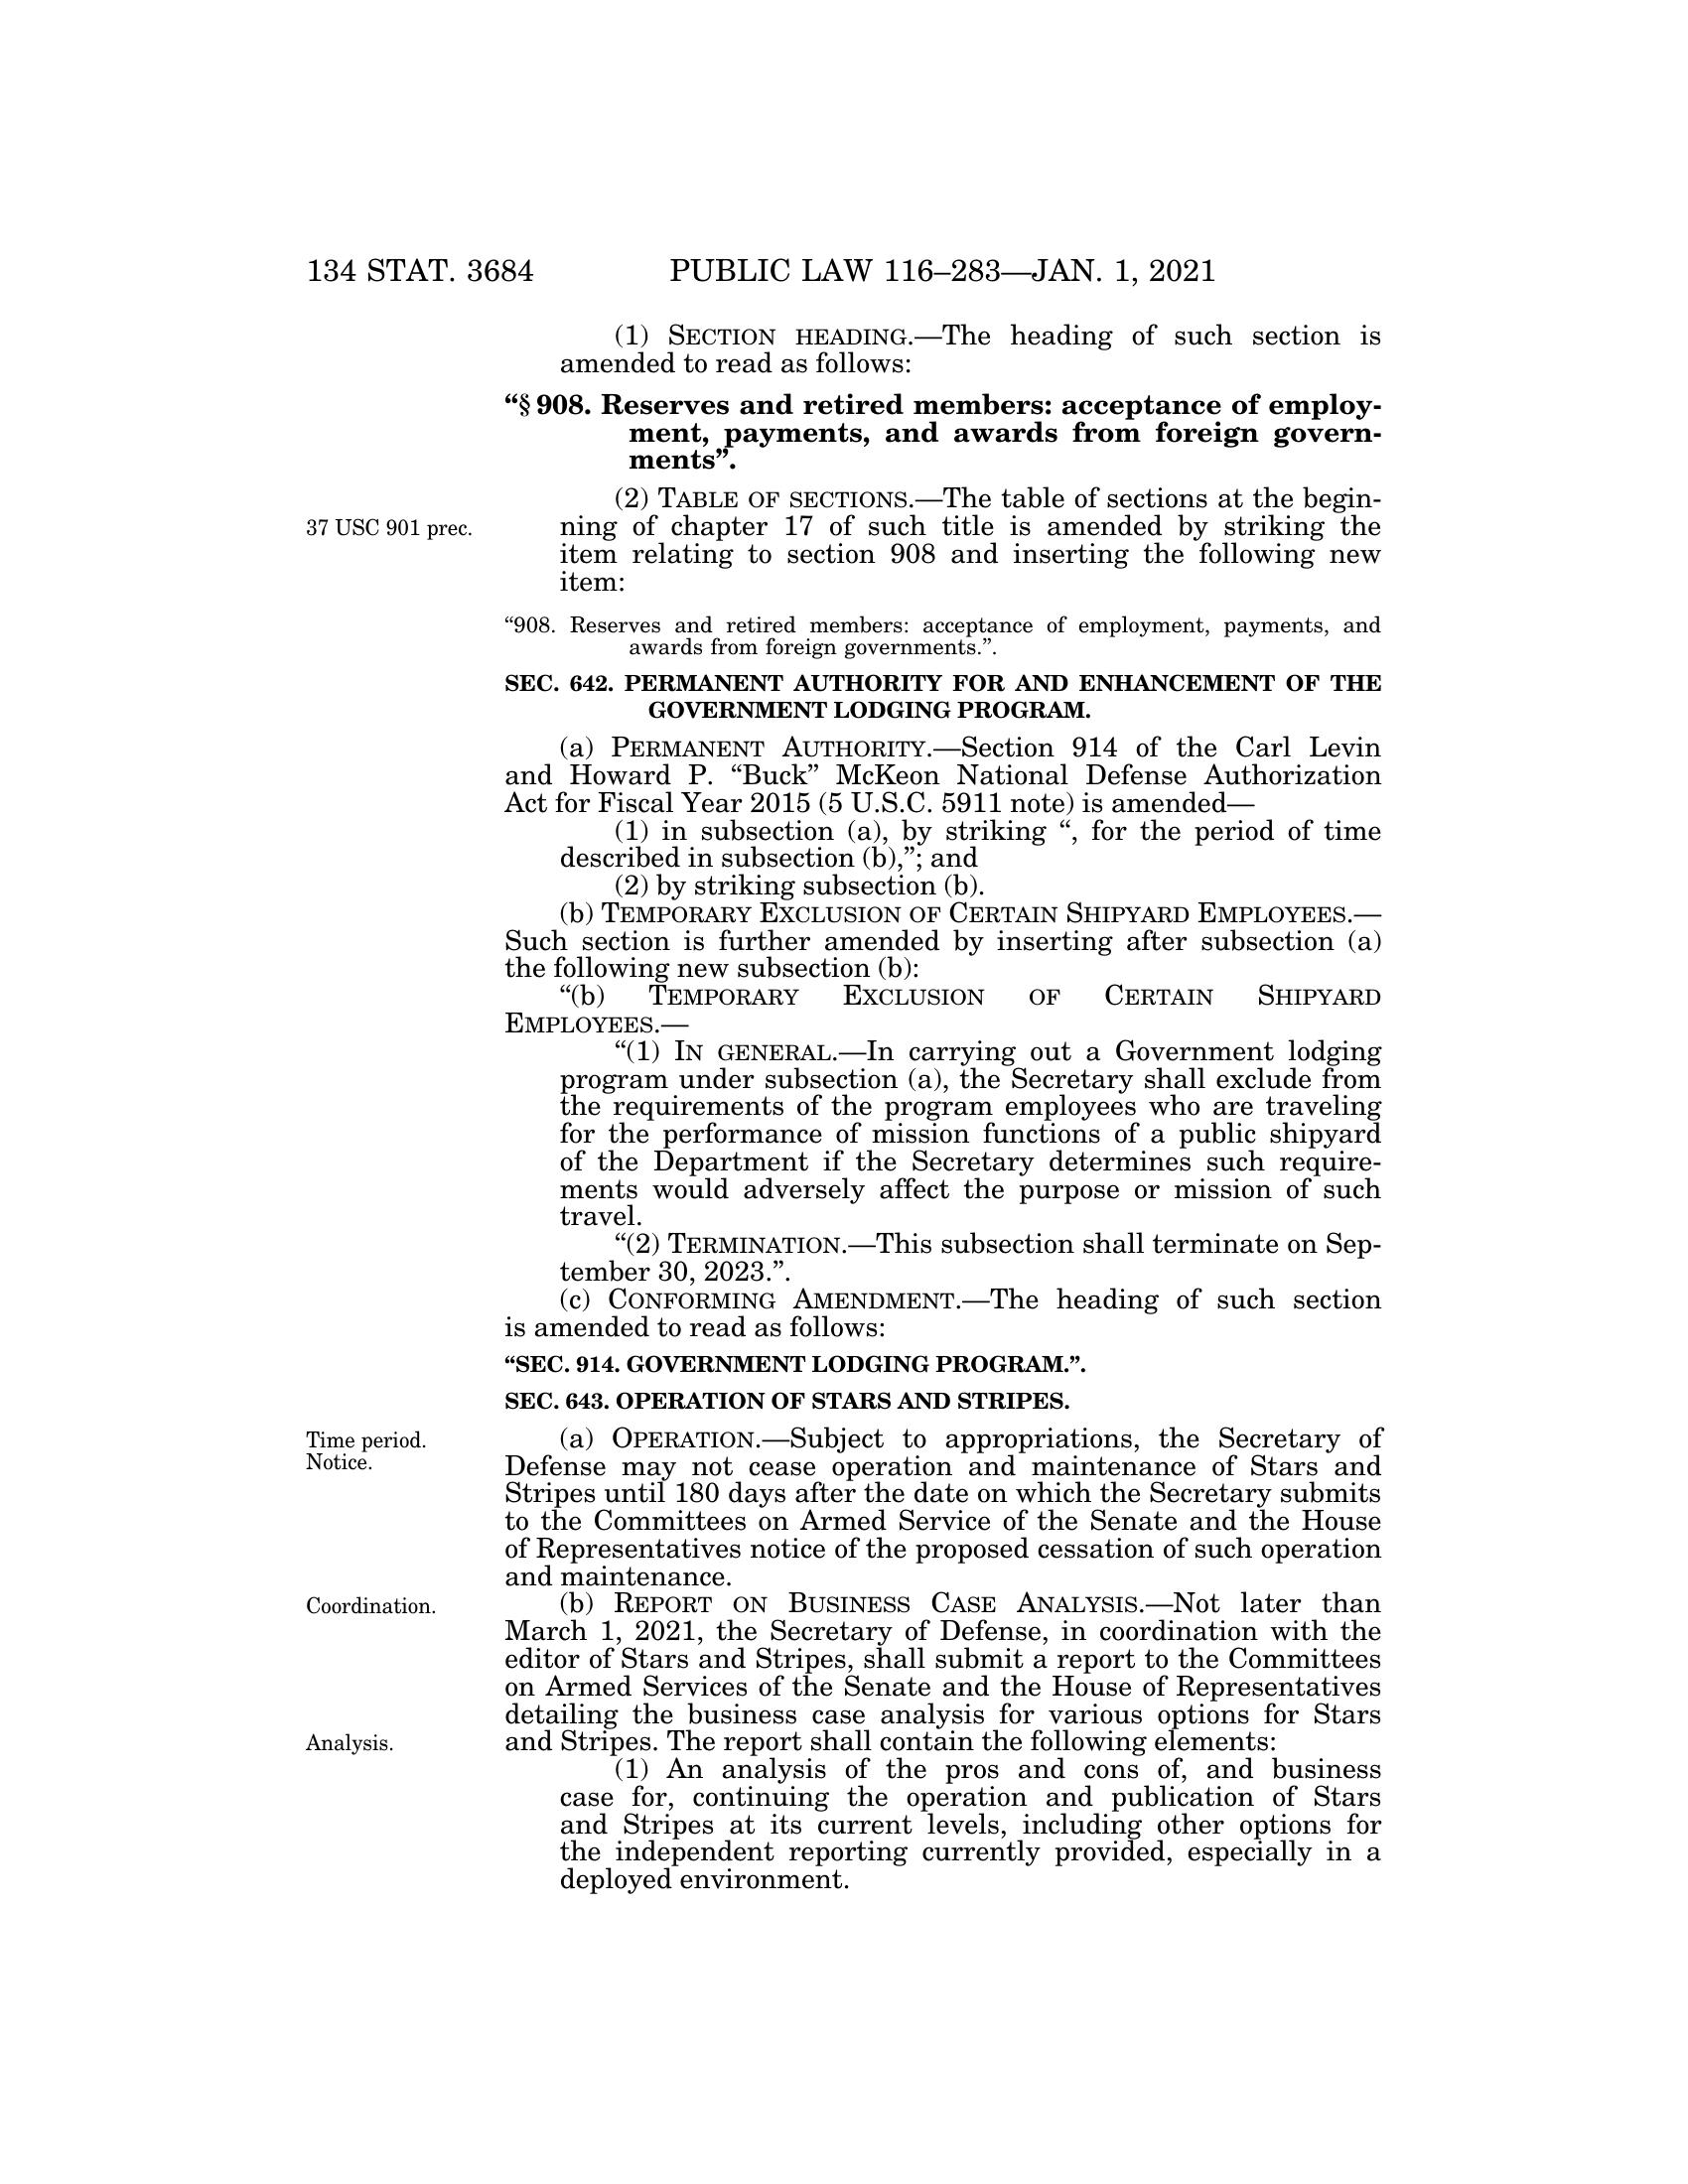 134 STAT. 3684 PUBLIC LAW 116–283—JAN. 1, 2021
(1) SECTION HEADING.—The heading of such section is
amended to read as follows:
“§ 908. Reserves and retired members: acceptance of employ-
ment, payments, and awards from foreign govern-
ments”.
(2) TABLE OF SECTIONS.—The table of sections at the begin-
37 USC 901 prec.
ning of chapter 17 of such title is amended by striking the
item relating to section 908 and inserting the following new
item:
“908. Reserves and retired members: acceptance of employment, payments, and
awards from foreign governments.”.
SEC. 642. PERMANENT AUTHORITY FOR AND ENHANCEMENT OF THE
GOVERNMENT LODGING PROGRAM.
(a) PERMANENT AUTHORITY.—Section 914 of the Carl Levin
and Howard P. “Buck” McKeon National Defense Authorization
Act for Fiscal Year 2015 (5 U.S.C. 5911 note) is amended—
(1) in subsection (a), by striking “, for the period of time
described in subsection (b),”; and
(2) by striking subsection (b).
(b) TEMPORARY EXCLUSION OF CERTAIN SHIPYARD EMPLOYEES.—
Such section is further amended by inserting after subsection (a)
the following new subsection (b):
“(b) TEMPORARY EXCLUSION OF CERTAIN SHIPYARD
EMPLOYEES.—
“(1) IN GENERAL.—In carrying out a Government lodging
program under subsection (a), the Secretary shall exclude from
the requirements of the program employees who are traveling
for the performance of mission functions of a public shipyard
of the Department if the Secretary determines such require-
ments would adversely affect the purpose or mission of such
travel.
“(2) TERMINATION.—This subsection shall terminate on Sep-
tember 30, 2023.”.
(c) CONFORMING AMENDMENT.—The heading of such section
is amended to read as follows:
“SEC. 914. GOVERNMENT LODGING PROGRAM.”.
SEC. 643. OPERATION OF STARS AND STRIPES.
Time period.
Notice.
(a) OPERATION.—Subject to appropriations, the Secretary of
Defense may not cease operation and maintenance of Stars and
Stripes until 180 days after the date on which the Secretary submits
to the Committees on Armed Service of the Senate and the House
of Representatives notice of the proposed cessation of such operation
and maintenance.
Coordination.
(b) REPORT ON BUSINESS CASE ANALYSIS.—Not later than
March 1, 2021, the Secretary of Defense, in coordination with the
editor of Stars and Stripes, shall submit a report to the Committees
on Armed Services of the Senate and the House of Representatives
detailing the business case analysis for various options for Stars
Analysis.
and Stripes. The report shall contain the following elements:
(1) An analysis of the pros and cons of, and business
case for, continuing the operation and publication of Stars
and Stripes at its current levels, including other options for
the independent reporting currently provided, especially in a
deployed environment.